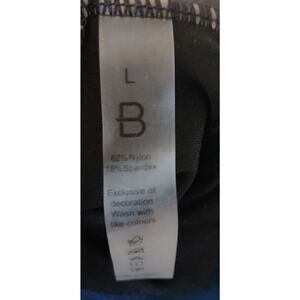 L
B
82% Nylon
18% Spandex
Exclusive of
decoration
Wash with
like colours